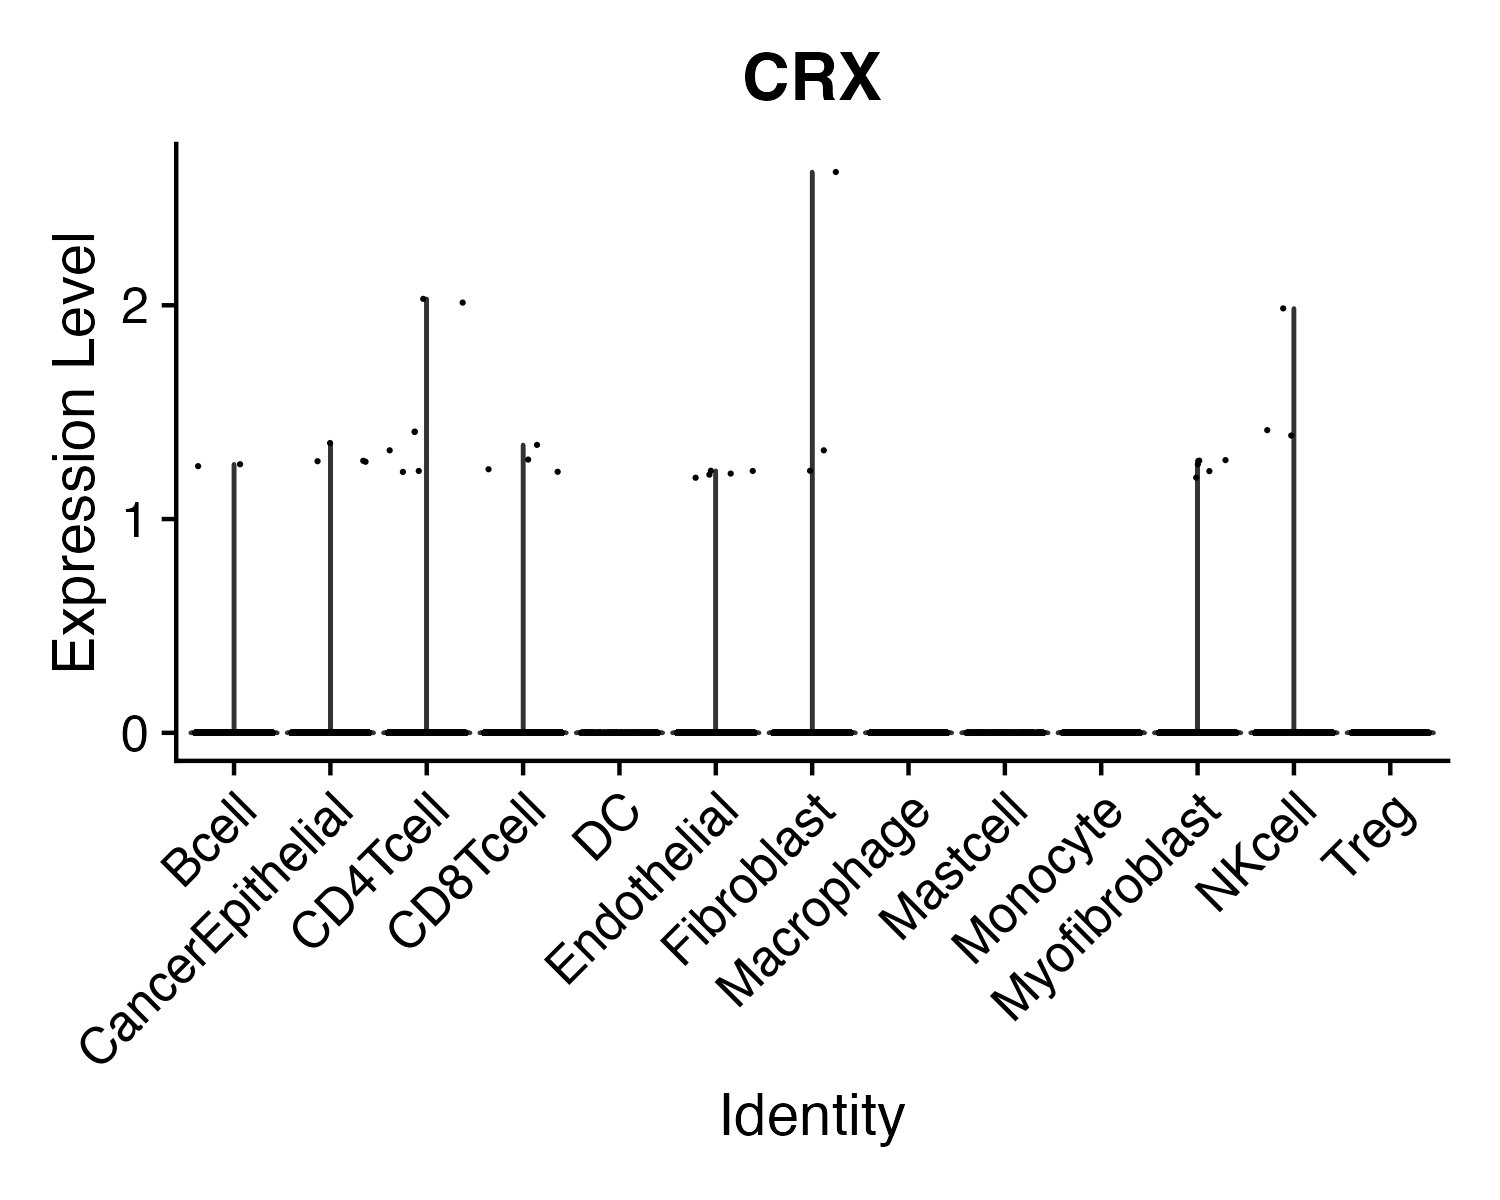 CRX
Expression Level
2
1
0
Bcell
CancerEpithelial
CD4Tcell
CD8Tcell
DC
Endothelial
Fibroblast
Macrophage
Mastcell
Monocyte
Myofibroblast
NKcell
Treg
Identity